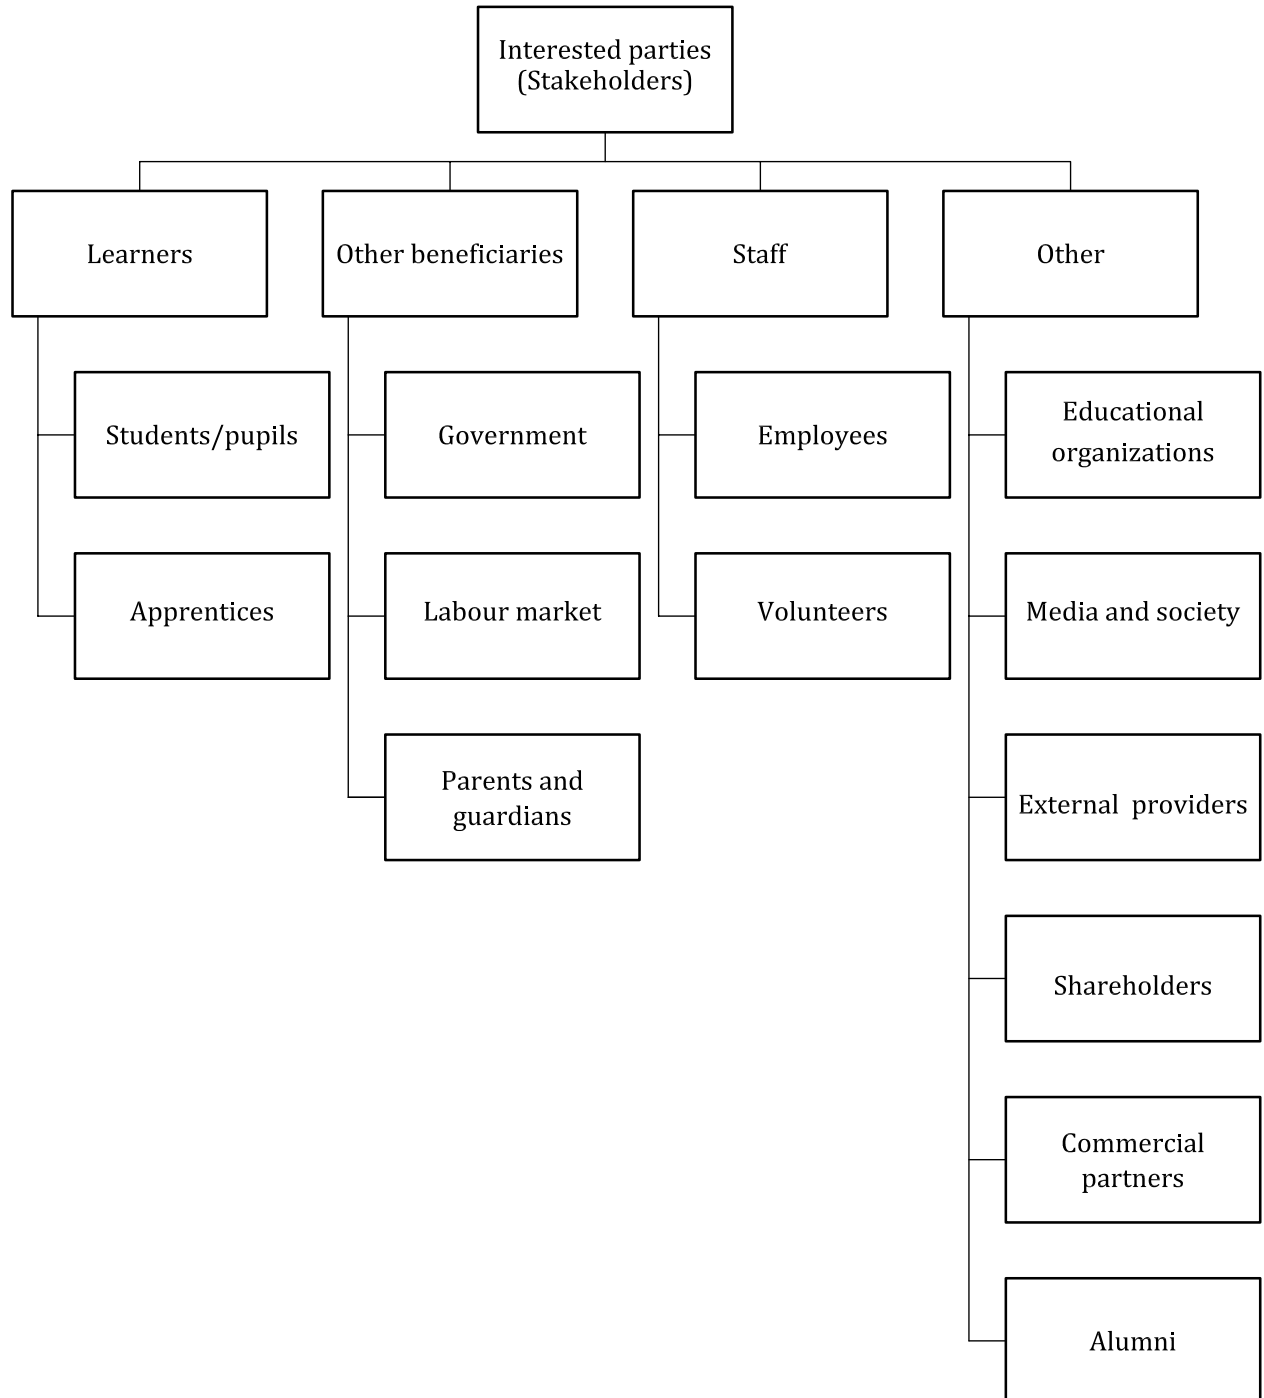 Interested parties
(Stakeholders)
Learners
Other beneficiaries
Staff
Other
Students/pupils
Government
Employees
Educational
organizations
Apprentices
Labour market
Volunteers
Media and society
Parents and
guardians
External providers
Shareholders
Commercial
partners
Alumni